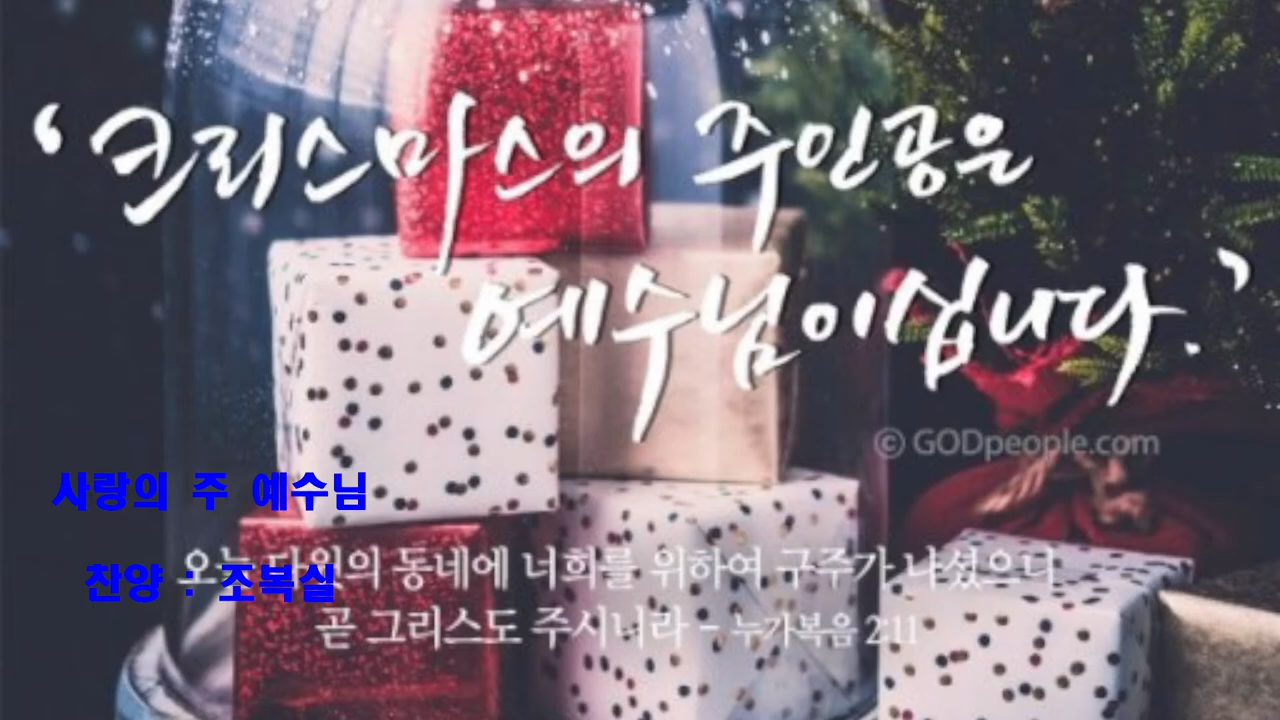 ‘크리스마스의 주인공은
예수님이십니다.’
© GODpeople.com
사랑의 주 예수님
오늘 다윗의 동네에 너희를 위하여 구주가 나셨으니
찬양 : 조복실
곧 그리스도 주시니라 - 누가복음 2:11